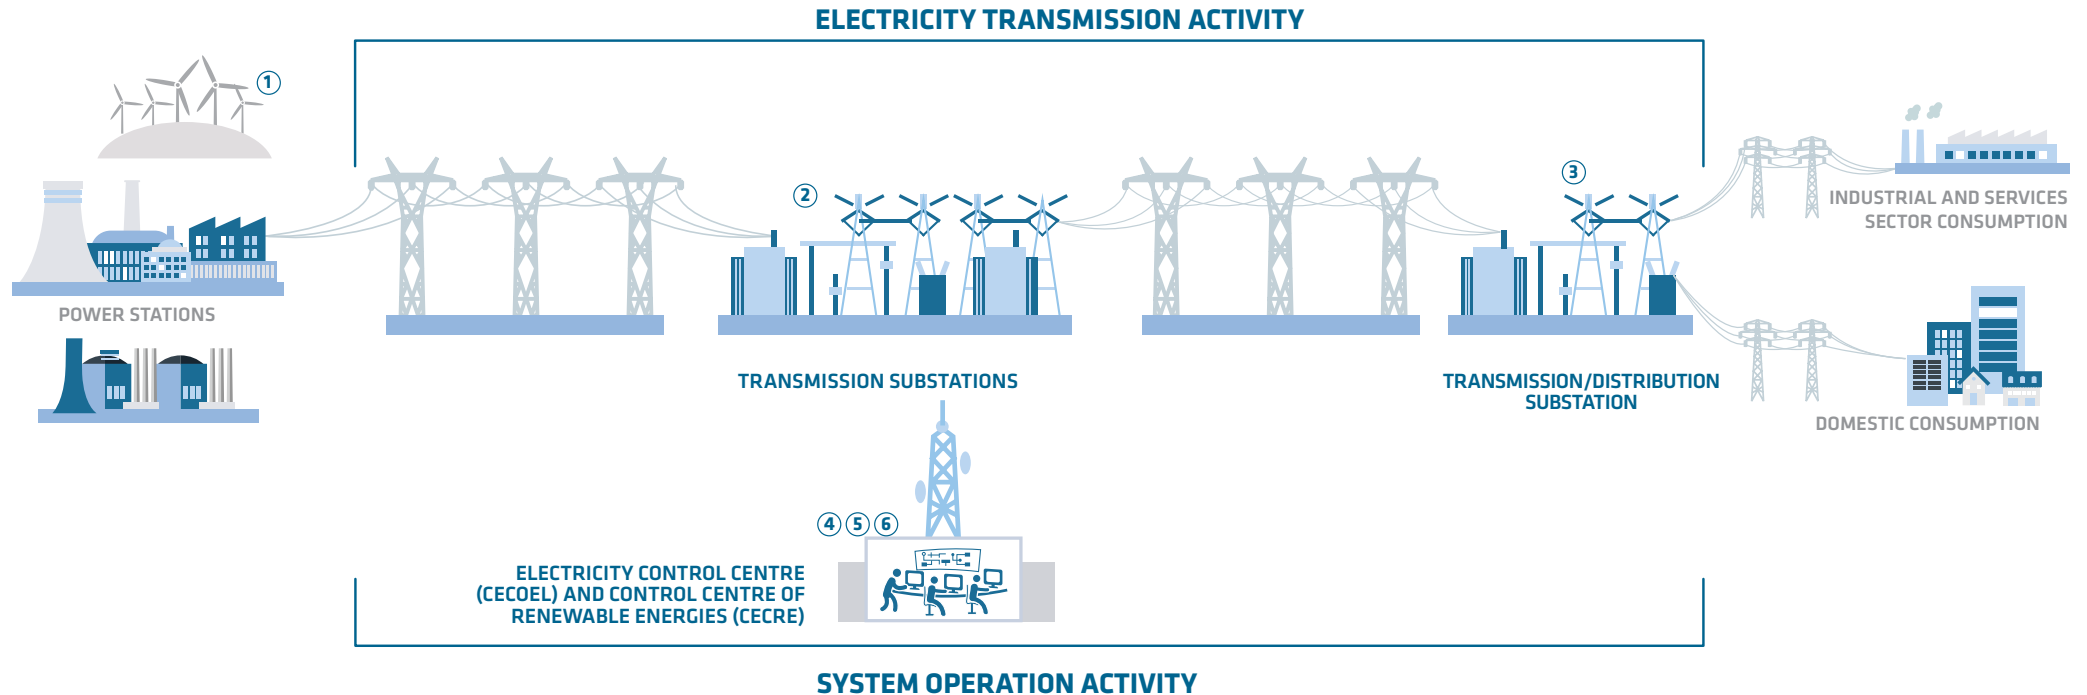 ELECTRICITY TRANSMISSION ACTIVITY
1
2
3
INDUSTRIAL AND SERVICES
SECTOR CONSUMPTION
POWER STATIONS
TRANSMISSION SUBSTATIONS
TRANSMISSION/DISTRIBUTION
SUBSTATION
DOMESTIC CONSUMPTION
4 5 6
ELECTRICITY CONTROL CENTRE
(CECOEL) AND CONTROL CENTRE OF
RENEWABLE ENERGIES (CECRE)
SYSTEM OPERATION ACTIVITY